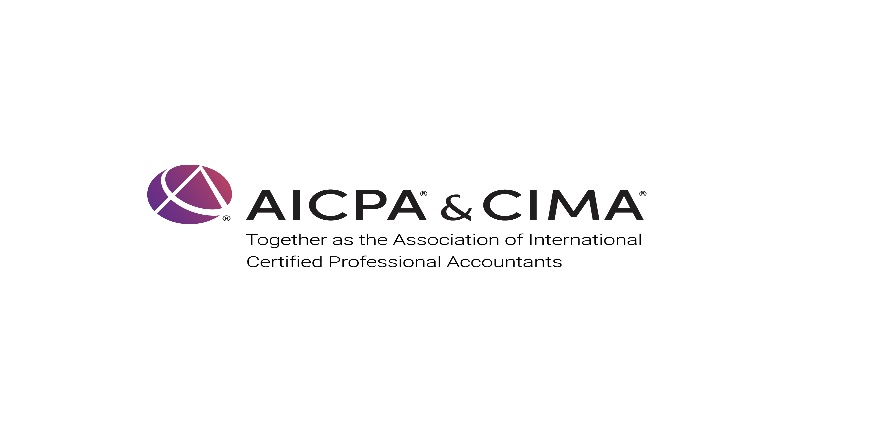 AICPA® & CIMA®
Together as the Association of International
Certified Professional Accountants